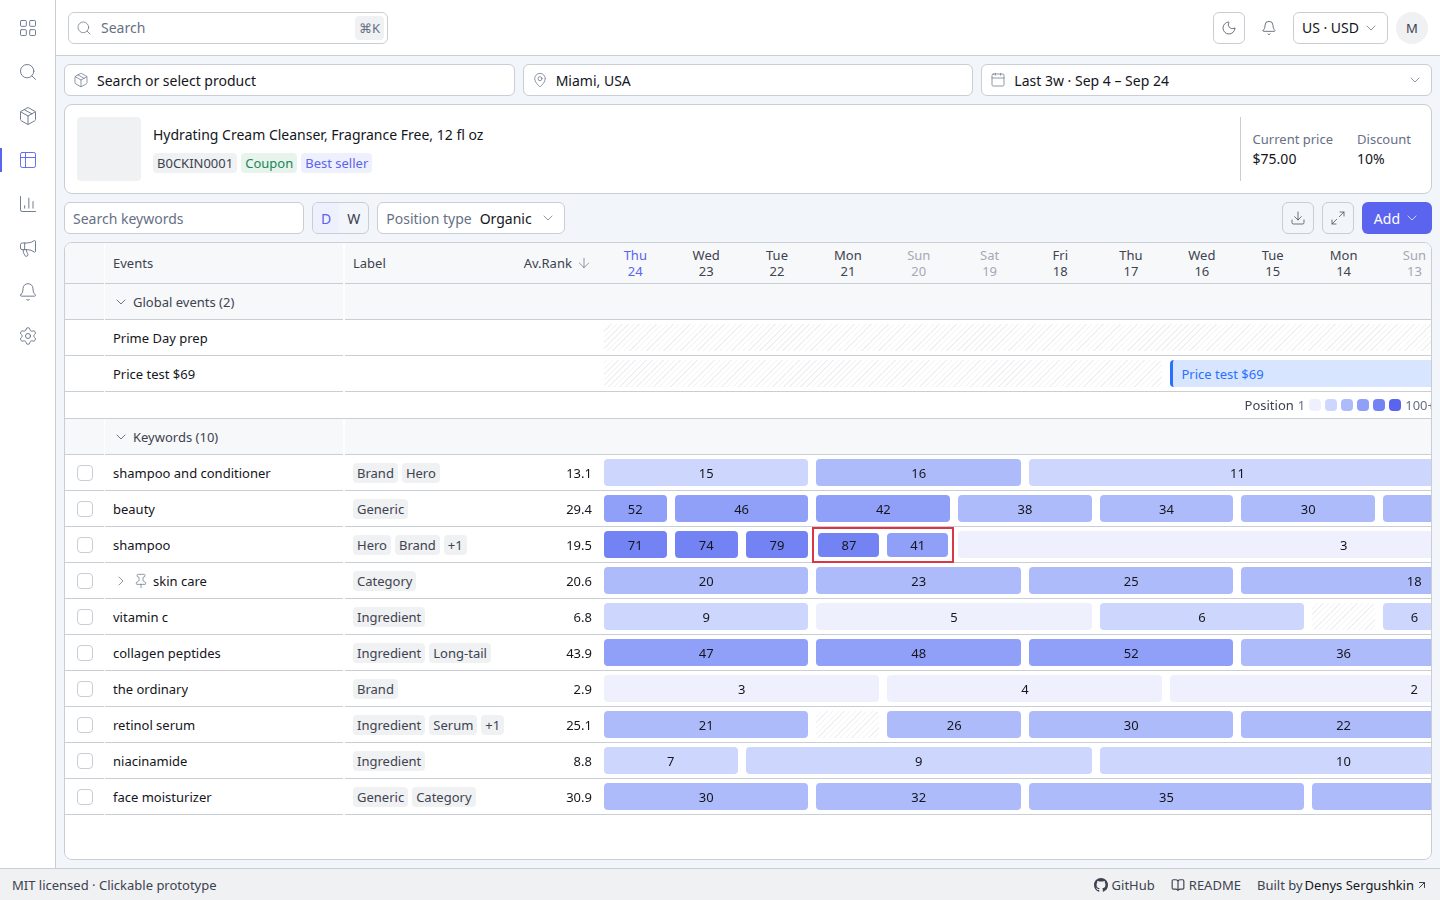 Search ⌘K US · USD M
Search or select product Miami, USA Last 3w · Sep 4 – Sep 24
Hydrating Cream Cleanser, Fragrance Free, 12 fl oz
B0CKIN0001 Coupon Best seller
Current price Discount
$75.00 10%
Search keywords D W Position type Organic Add
Events Label Av.Rank Thu 24 Wed 23 Tue 22 Mon 21 Sun 20 Sat 19 Fri 18 Thu 17 Wed 16 Tue 15 Mon 14 Sun 13
Global events (2)
Prime Day prep
Price test $69 Price test $69
Position 1 100+
Keywords (10)
shampoo and conditioner Brand Hero 13.1 15 16 11
beauty Generic 29.4 52 46 42 38 34 30
shampoo Hero Brand +1 19.5 71 74 79 87 41 3
skin care Category 20.6 20 23 25 18
vitamin c Ingredient 6.8 9 5 6 6
collagen peptides Ingredient Long-tail 43.9 47 48 52 36
the ordinary Brand 2.9 3 4 2
retinol serum Ingredient Serum +1 25.1 21 26 30 22
niacinamide Ingredient 8.8 7 9 10
face moisturizer Generic Category 30.9 30 32 35
MIT licensed · Clickable prototype GitHub README Built by Denys Sergushkin